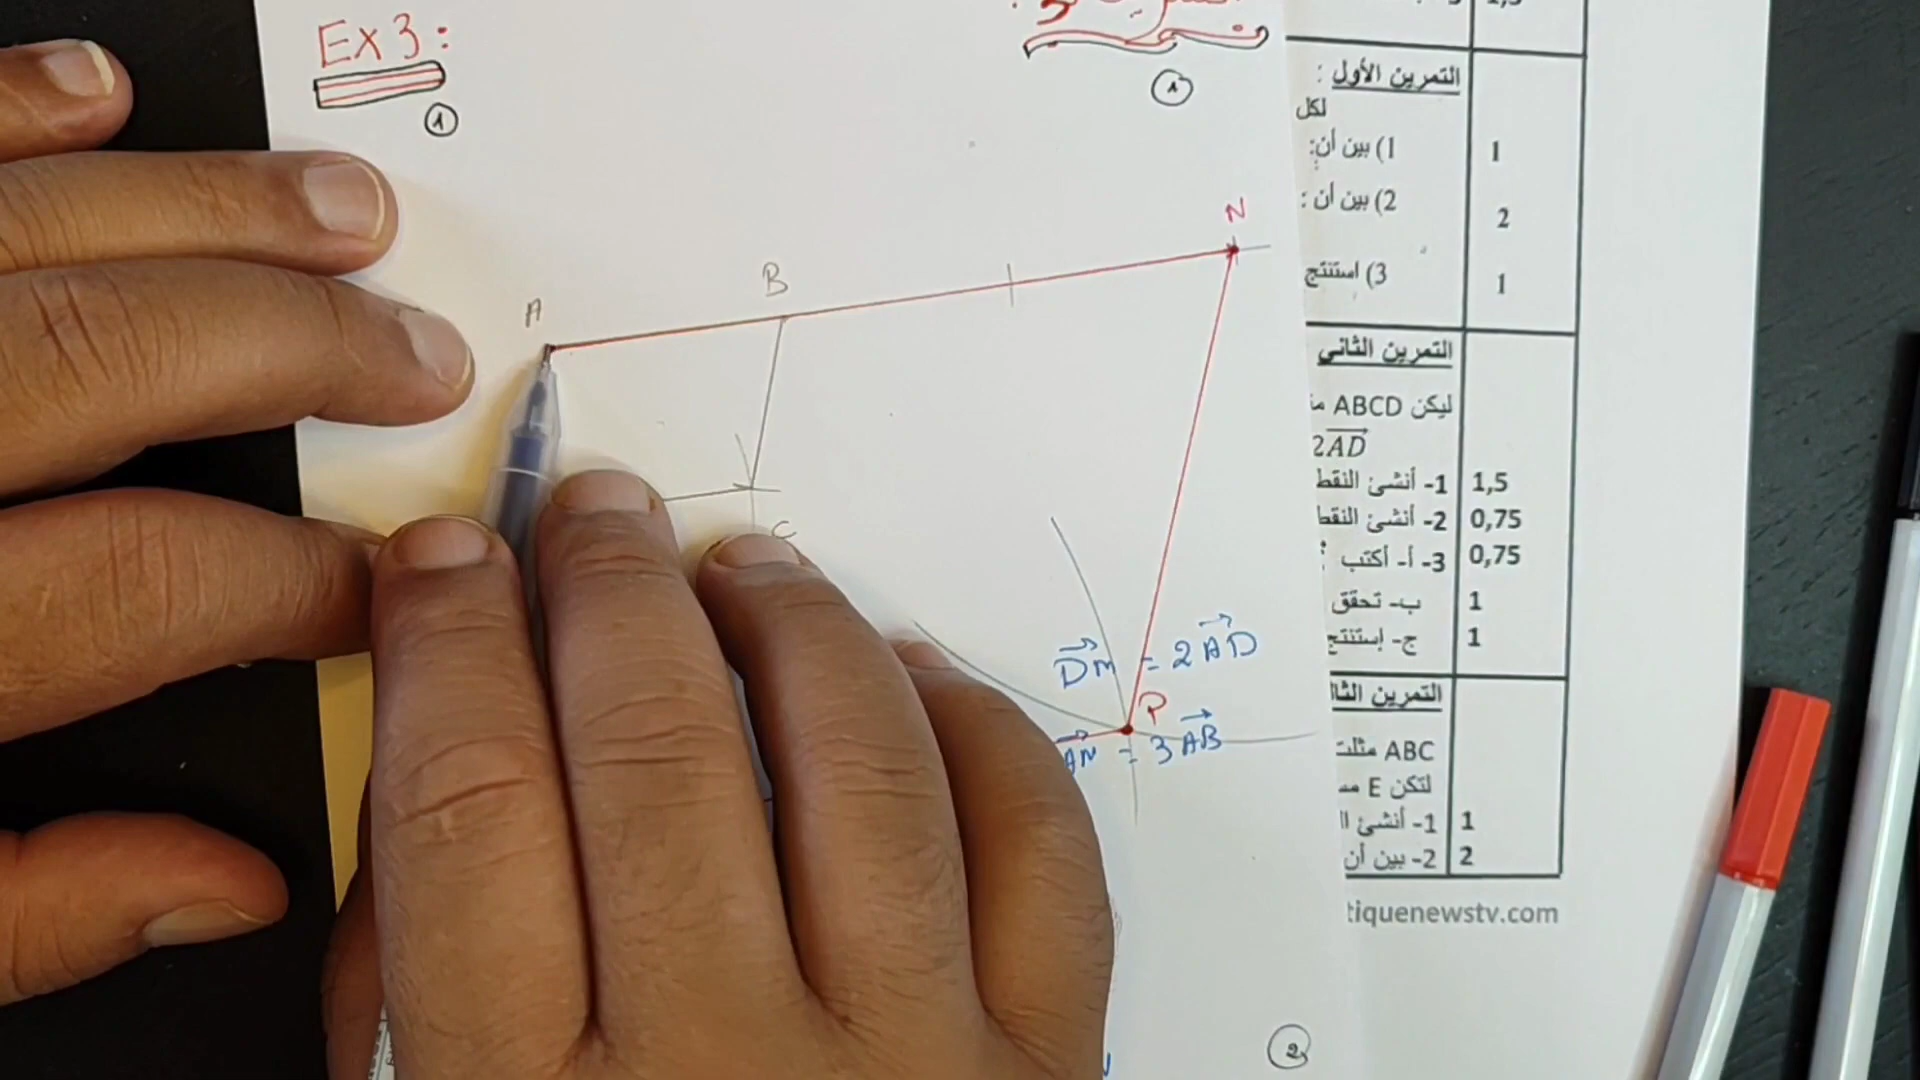 Ex 3 :
1
1
A
B
N
C
DM = 2AD
P
AN = 3AB
2
التمرين الأول :
لكل
1) بين أن: 1
2) بين أن : 2
3) استنتج 1
التمرين الثاني
ليكن ABCD
2AD
1- أنشئ النقط 1,5
2- أنشئ النقط 0,75
3- أ- أكتب 0,75
ب- تحقق 1
ج- إستنتج 1
التمرين الثال
ABC مثلث
لتكن E
1- أنشئ ا 1
2- بين أن 2
tiquenewstv.com